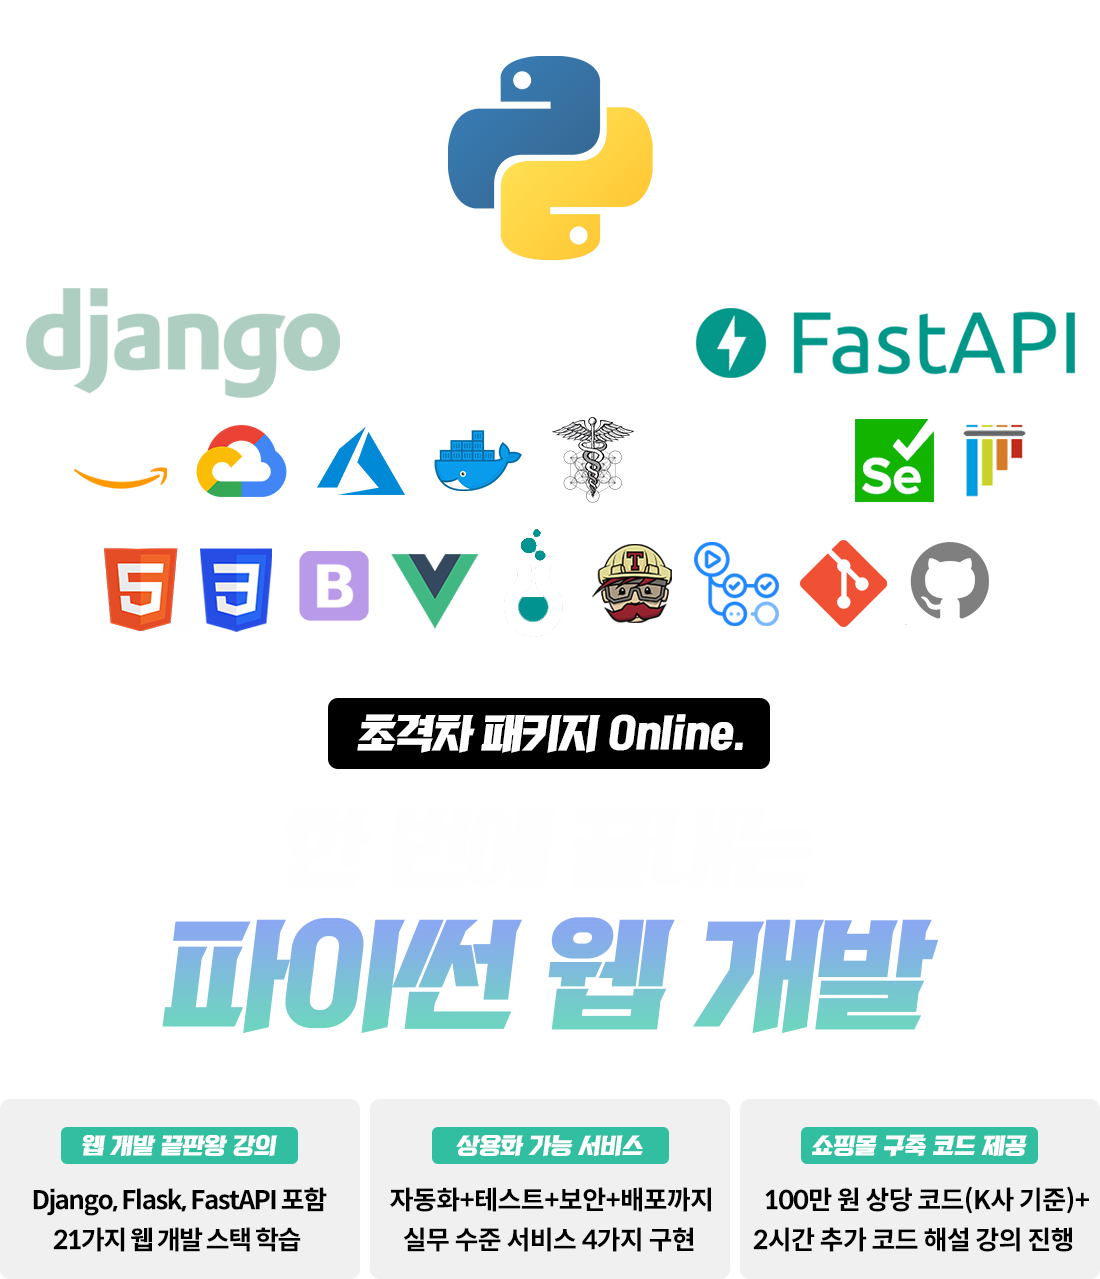 django
FastAPI
Se
5
3
B
T
초격차 패키지 Online.
파이썬 웹 개발
웹 개발 끝판왕 강의
Django, Flask, FastAPI 포함
21가지 웹 개발 스택 학습
상용화 가능 서비스
자동화+테스트+보안+배포까지
실무 수준 서비스 4가지 구현
쇼핑몰 구축 코드 제공
100만 원 상당 코드(K사 기준)+
2시간 추가 코드 해설 강의 진행